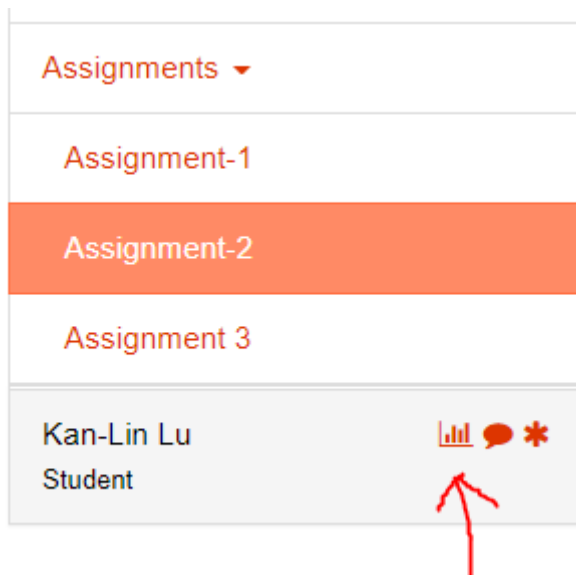 Assignments
Assignment-1
Assignment-2
Assignment 3
Kan-Lin Lu
Student